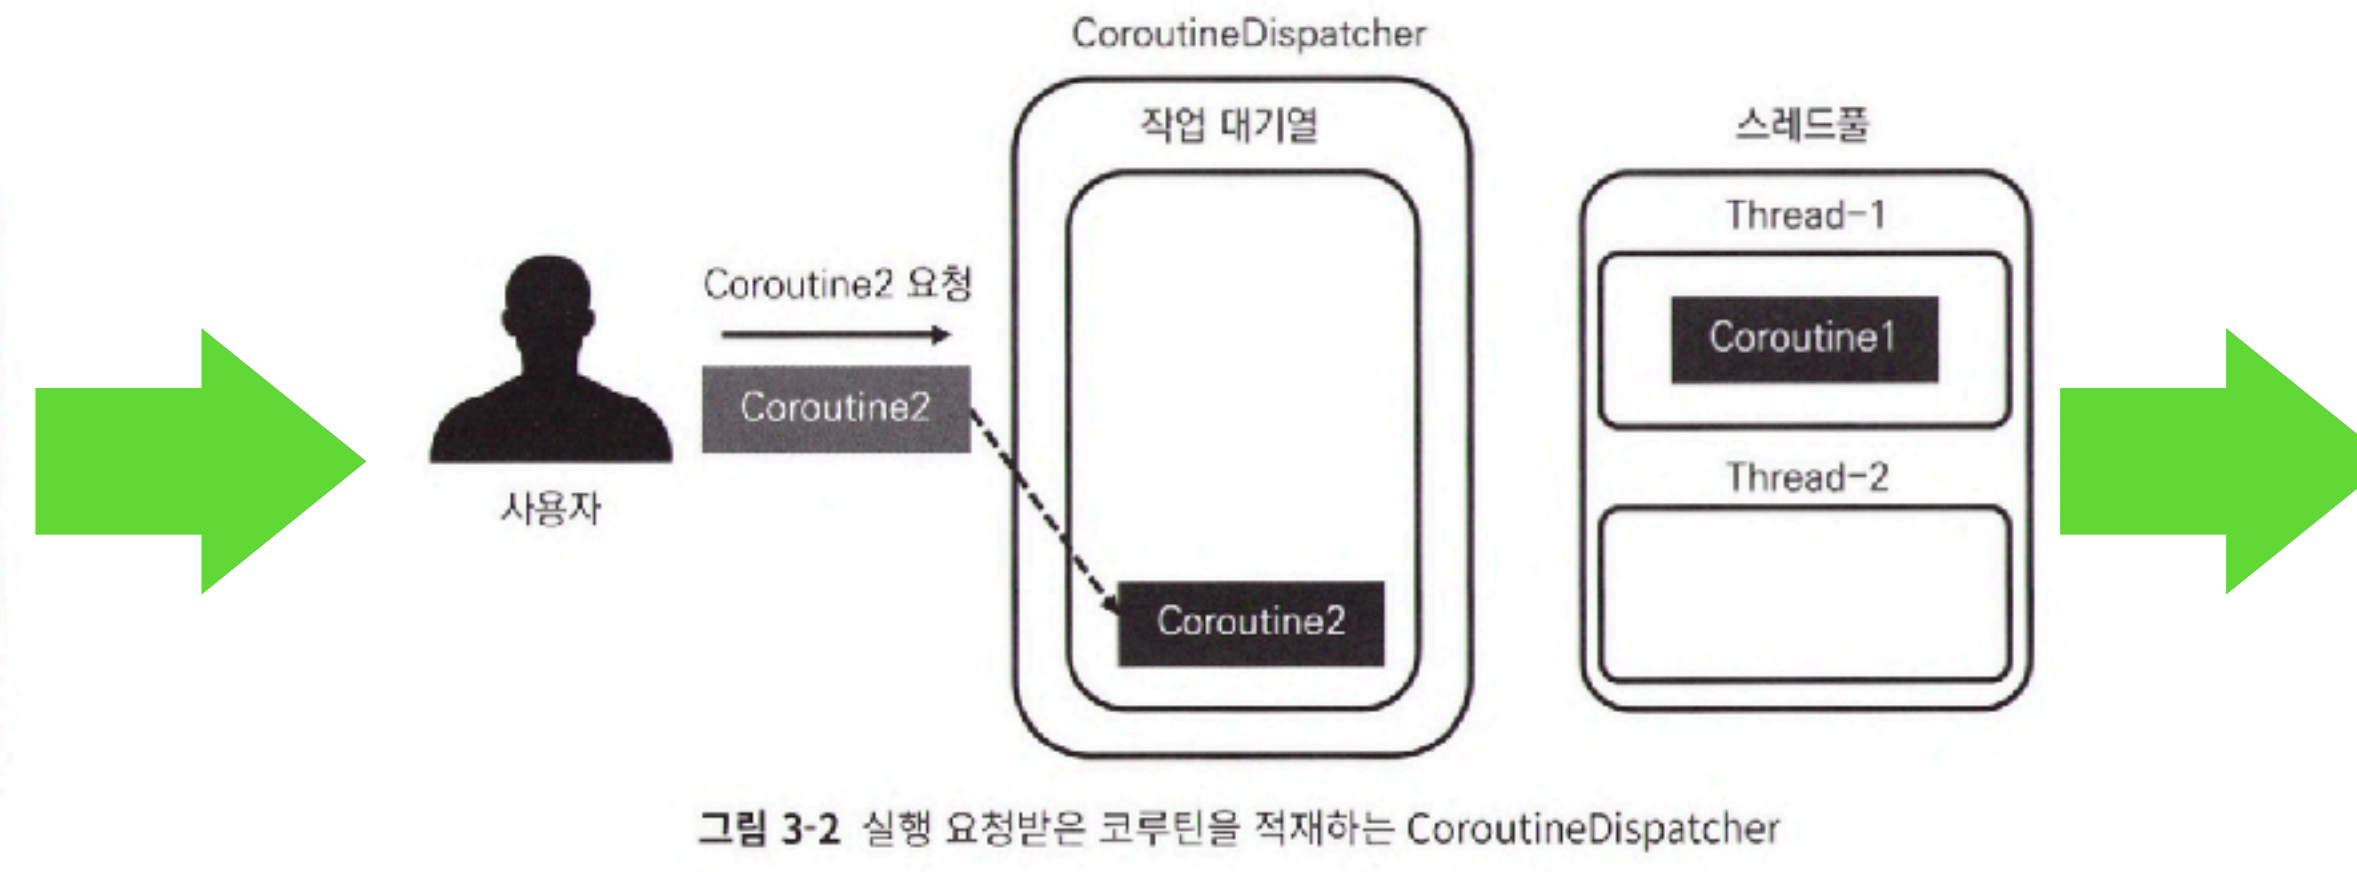 CoroutineDispatcher
작업 대기열
스레드풀
Thread-1
Coroutine2 요청
Coroutine1
Coroutine2
Thread-2
사용자
Coroutine2
그림 3-2 실행 요청받은 코루틴을 적재하는 CoroutineDispatcher